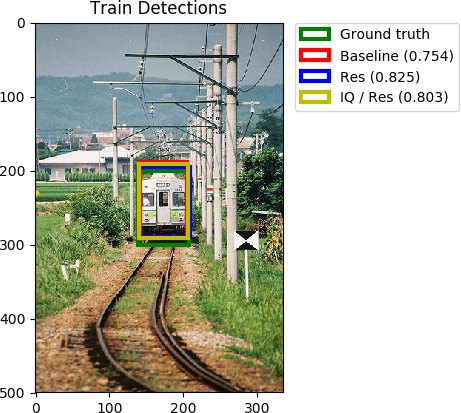 Train Detections
Ground truth
Baseline (0.754)
Res (0.825)
IQ / Res (0.803)
0
100
200
300
400
500
0 100 200 300